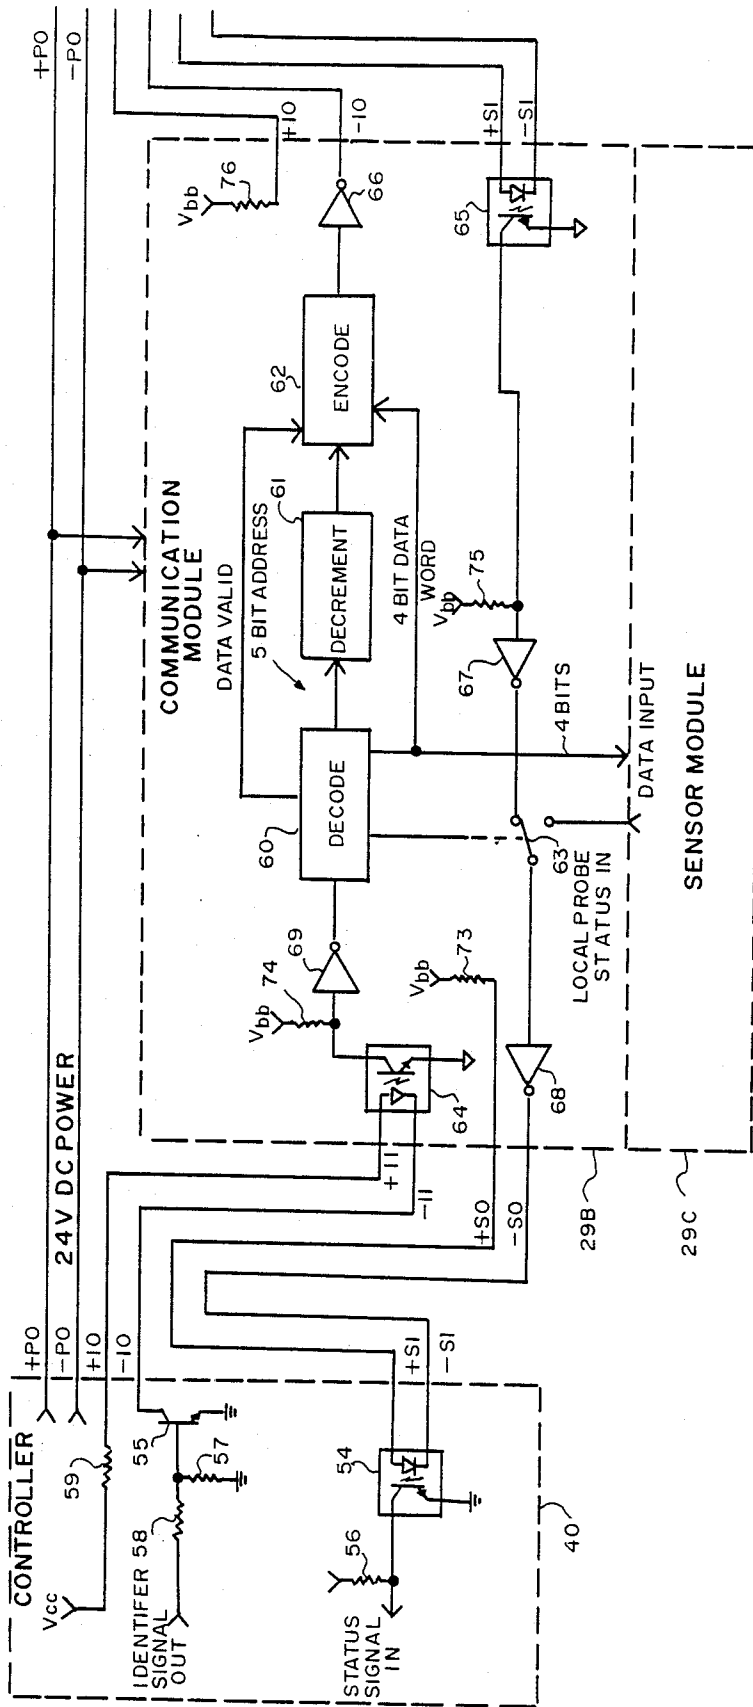 CONTROLLER
Vcc
59
+PO
-PO
+IO
-IO
24V DC POWER
+PO
-PO
IDENTIFER
SIGNAL
OUT
58
55
57
STATUS
SIGNAL
IN
56
54
+SI
-SI
40
+II
-II
+SO
-SO
29B
29C
COMMUNICATION
MODULE
Vbb
74
64
69
60
DECODE
DATA VALID
5 BIT ADDRESS
61
DECREMENT
62
ENCODE
4 BIT DATA
WORD
66
Vbb
76
+IO
-IO
Vbb
73
68
LOCAL PROBE
STATUS IN
63
67
Vbb
75
65
+SI
-SI
4 BITS
DATA INPUT
SENSOR MODULE